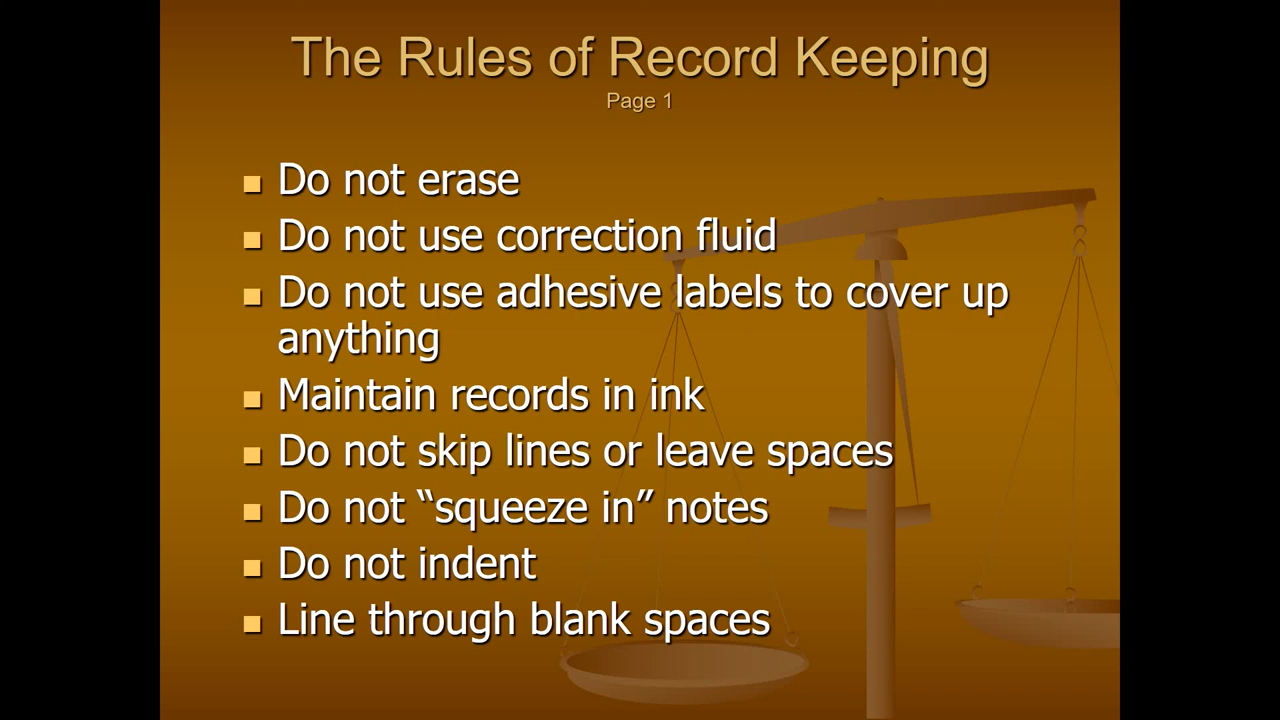 The Rules of Record Keeping
Page 1
Do not erase
Do not use correction fluid
Do not use adhesive labels to cover up
anything
Maintain records in ink
Do not skip lines or leave spaces
Do not “squeeze in” notes
Do not indent
Line through blank spaces